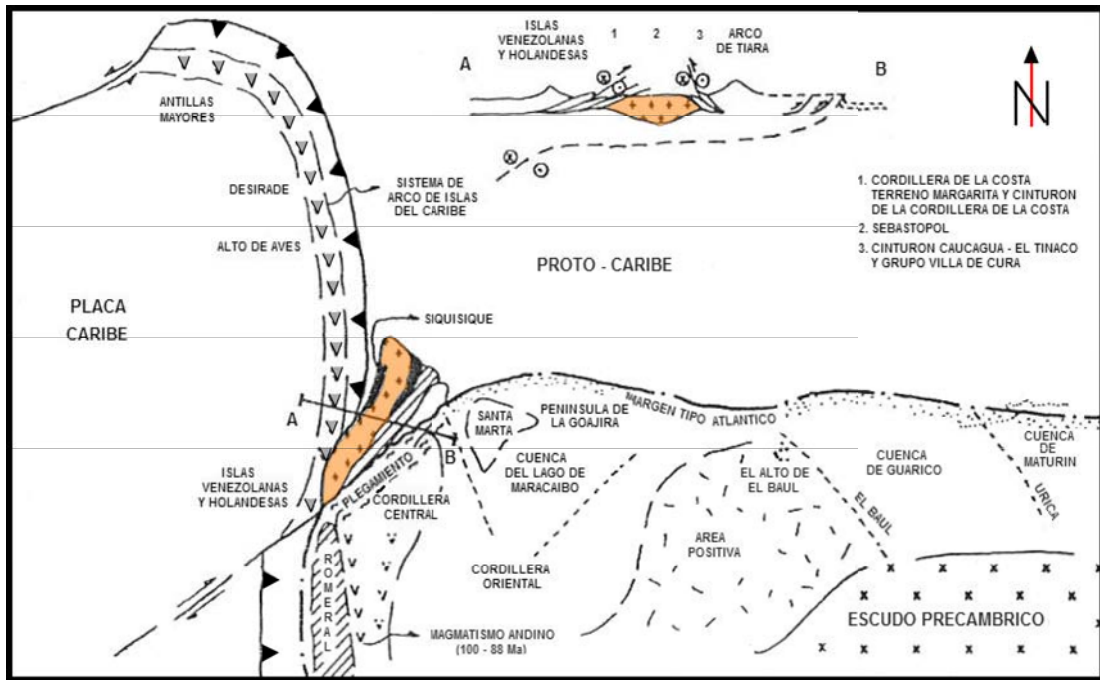 ISLAS
VENEZOLANAS
Y HOLANDESAS
1
2
3
ARCO
DE TIARA
A
B
N
ANTILLAS
MAYORES
DESIRADE
SISTEMA DE
ARCO DE ISLAS
DEL CARIBE
ALTO DE AVES
1. CORDILLERA DE LA COSTA
TERRENO MARGARITA Y CINTURON
DE LA CORDILLERA DE LA COSTA
2. SEBASTOPOL
3. CINTURON CAUCAGUA - EL TINACO
Y GRUPO VILLA DE CURA
PROTO - CARIBE
PLACA
CARIBE
SIQUISIQUE
A
B
SANTA
MARTA
PENINSULA DE
LA GOAJIRA
MARGEN TIPO ATLANTICO
CUENCA
DEL LAGO DE
MARACAIBO
CUENCA
DE GUARICO
CUENCA
DE
MATURIN
ISLAS
VENEZOLANAS
Y HOLANDESAS
PLEGAMIENTO
CORDILLERA
CENTRAL
EL ALTO DE
EL BAUL
EL BAUL
URICA
AREA
POSITIVA
CORDILLERA
ORIENTAL
ROMERAL
ESCUDO PRECAMBRICO
MAGMATISMO ANDINO
(100 - 88 Ma)